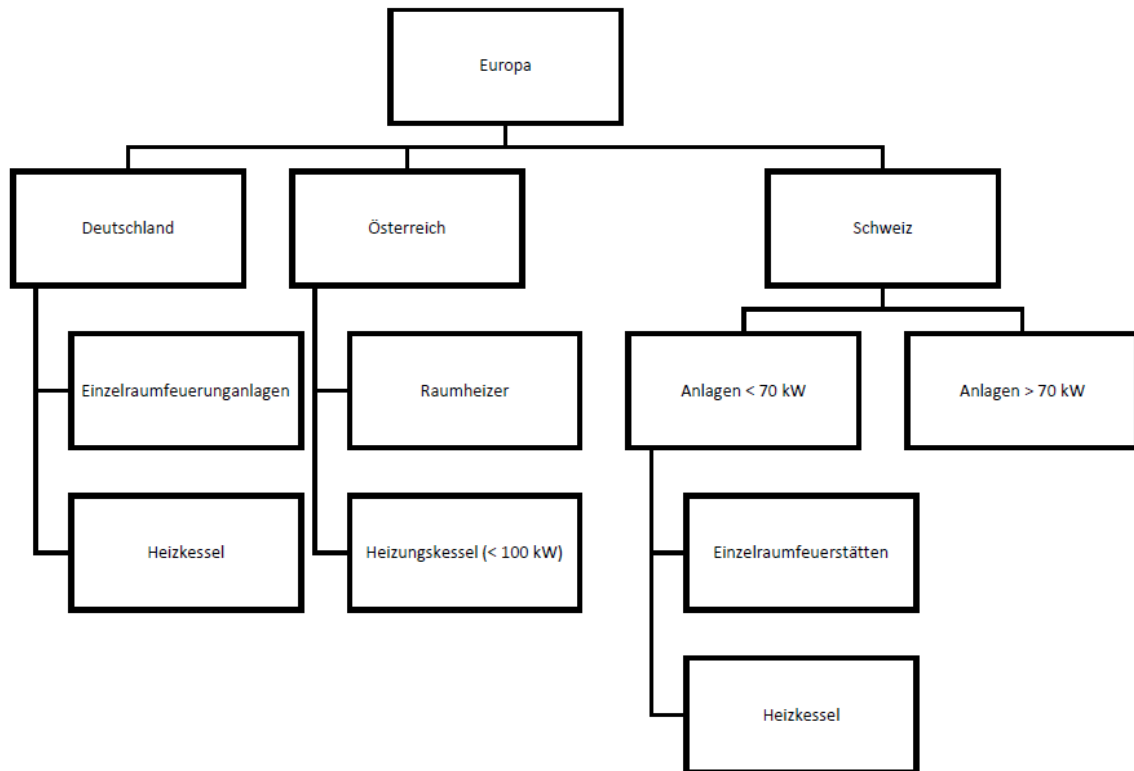 Europa
Deutschland
Österreich
Schweiz
Einzelraumfeuerunganlagen
Raumheizer
Anlagen < 70 kW
Anlagen > 70 kW
Heizkessel
Heizungskessel (< 100 kW)
Einzelraumfeuerstätten
Heizkessel